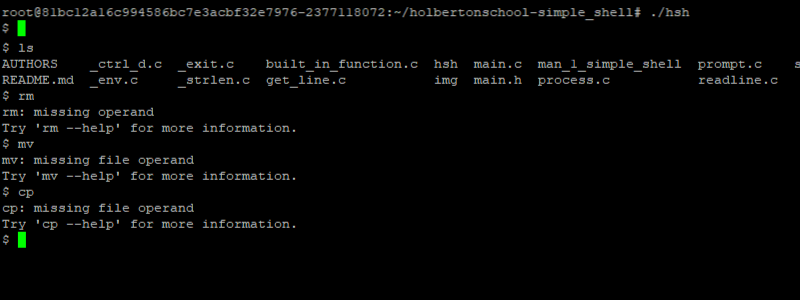 root@81bc12a16c994586bc7e3acbf32e7976-2377118072:~/holbertonschool-simple_shell# ./hsh
$
$ ls
AUTHORS _ctrl_d.c _exit.c built_in_function.c hsh main.c man_1_simple_shell prompt.c s
README.md _env.c _strlen.c get_line.c img main.h process.c readline.c
$ rm
rm: missing operand
Try 'rm --help' for more information.
$ mv
mv: missing file operand
Try 'mv --help' for more information.
$ cp
cp: missing file operand
Try 'cp --help' for more information.
$